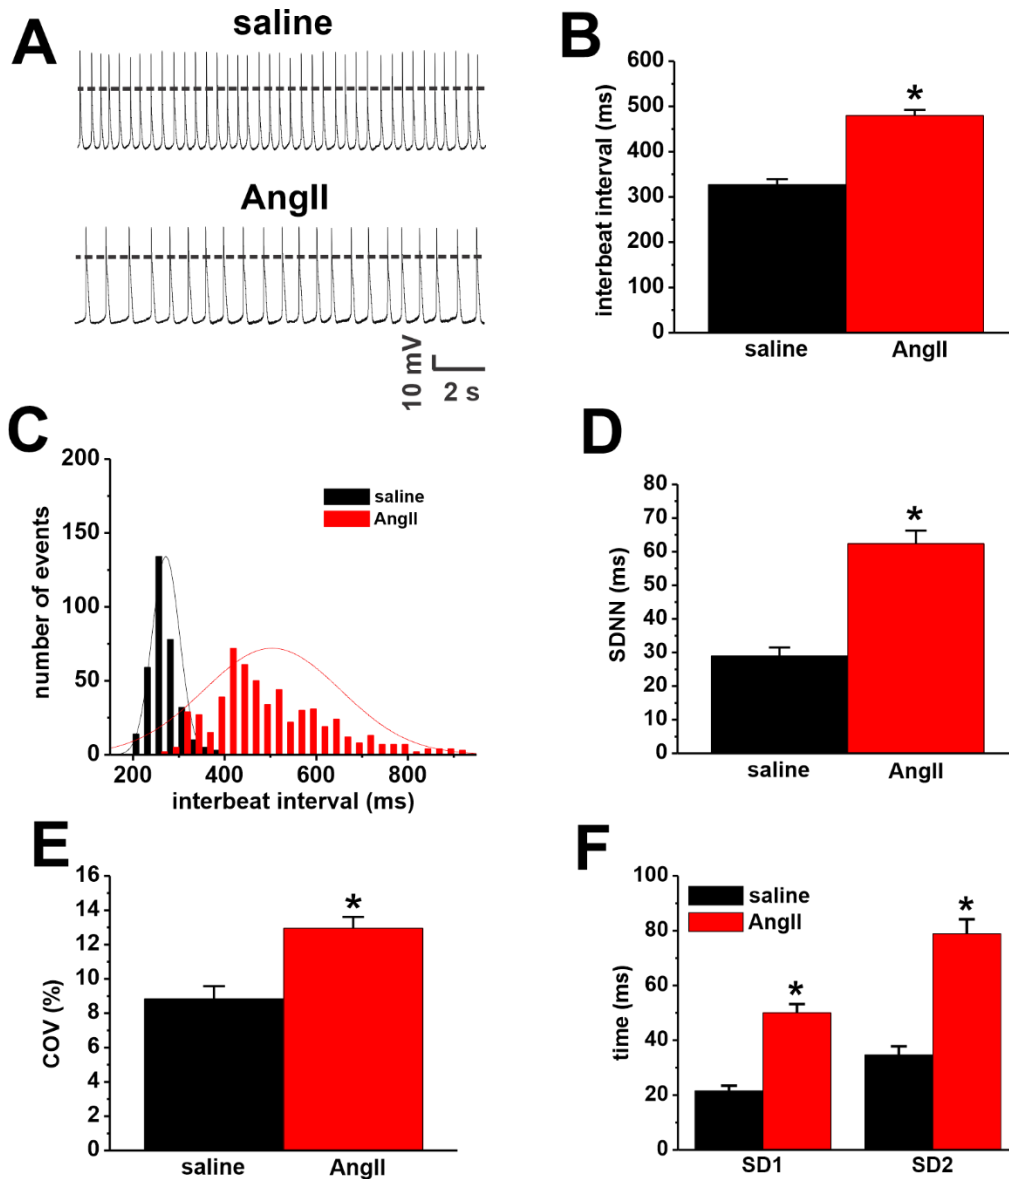 A
saline
AngII
10 mV
2 s
B
interbeat interval (ms)
600
500
400
300
200
100
0
*
saline
AngII
C
number of events
200
150
100
50
0
saline
AngII
200
400
600
800
interbeat interval (ms)
D
SDNN (ms)
80
70
60
50
40
30
20
10
0
*
saline
AngII
E
COV (%)
16
14
12
10
8
6
4
2
0
*
saline
AngII
F
time (ms)
100
80
60
40
20
0
saline
AngII
*
*
SD1
SD2